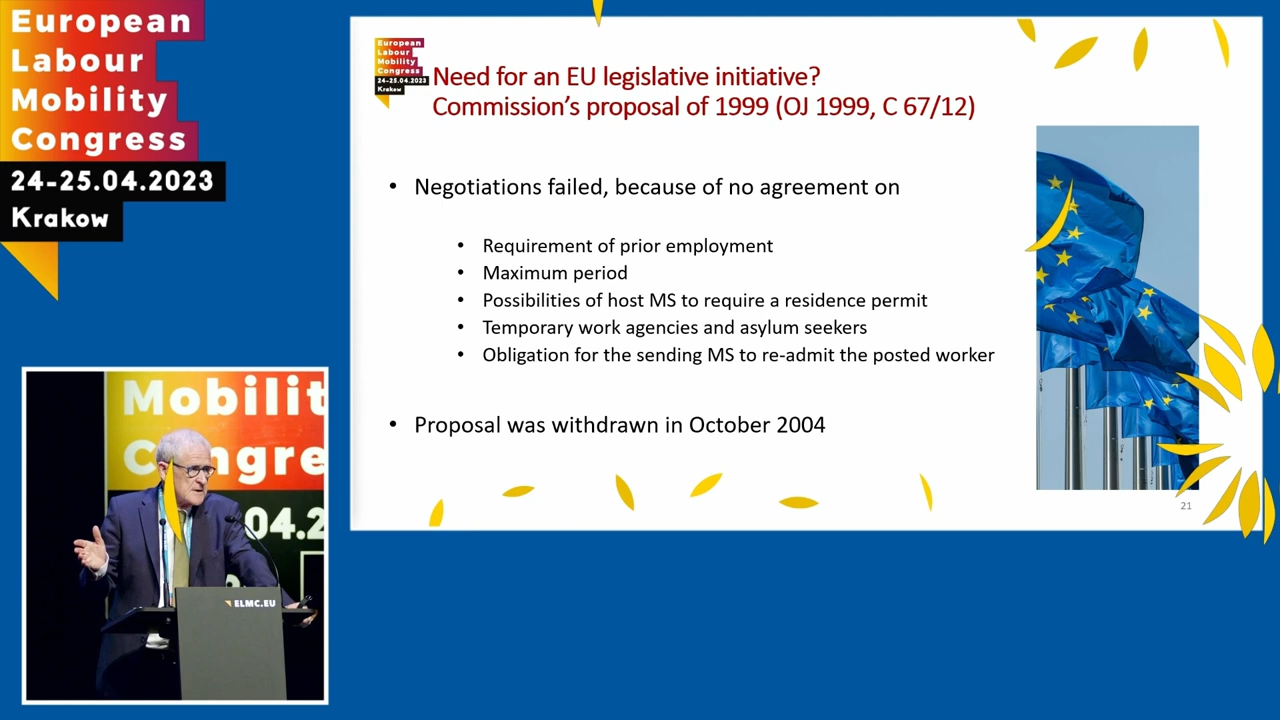 European
Labour
Mobility
Congress
24-25.04.2023
Krakow
European
Labour
Mobility
Congress
24-25.04.2023
Krakow
Need for an EU legislative initiative?
Commission's proposal of 1999 (OJ 1999, C 67/12)
• Negotiations failed, because of no agreement on
• Requirement of prior employment
• Maximum period
• Possibilities of host MS to require a residence permit
• Temporary work agencies and asylum seekers
• Obligation for the sending MS to re-admit the posted worker
• Proposal was withdrawn in October 2004
21
Mobilit
C ngre
.04.2
ELMC.EU